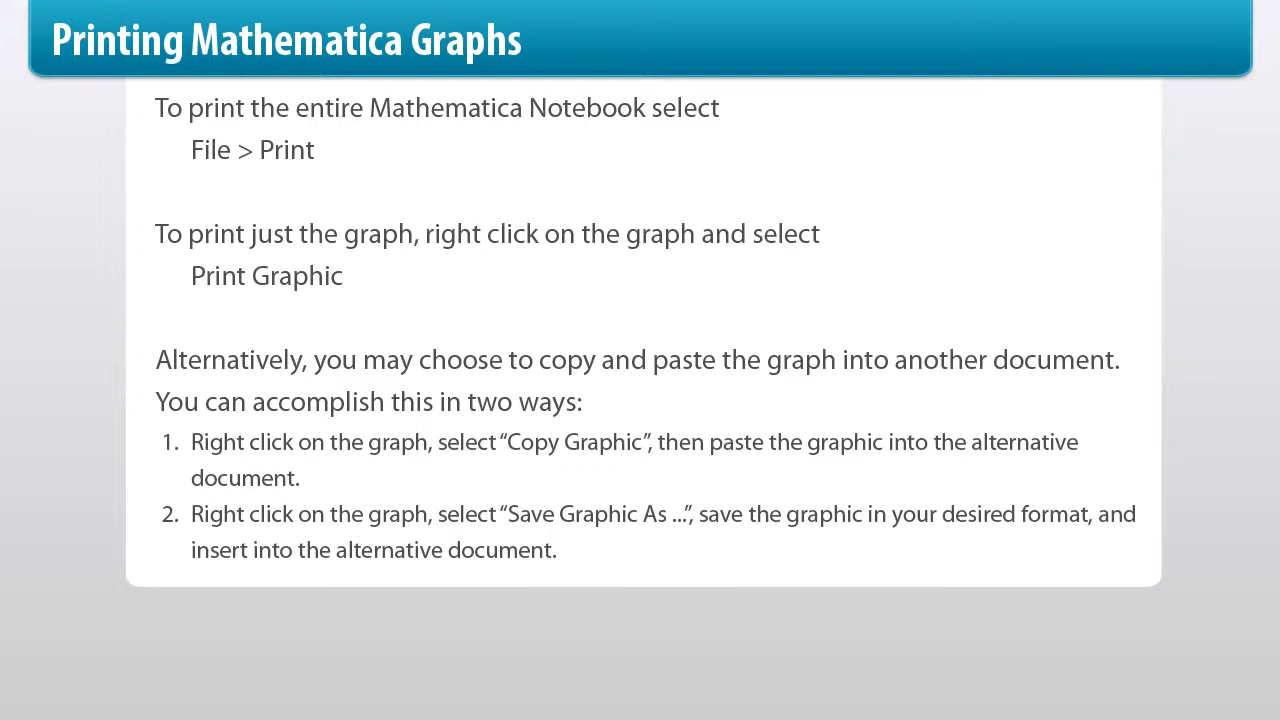 Printing Mathematica Graphs
To print the entire Mathematica Notebook select
File > Print
To print just the graph, right click on the graph and select
Print Graphic
Alternatively, you may choose to copy and paste the graph into another document.
You can accomplish this in two ways:
1. Right click on the graph, select “Copy Graphic”, then paste the graphic into the alternative
document.
2. Right click on the graph, select “Save Graphic As ...”, save the graphic in your desired format, and
insert into the alternative document.